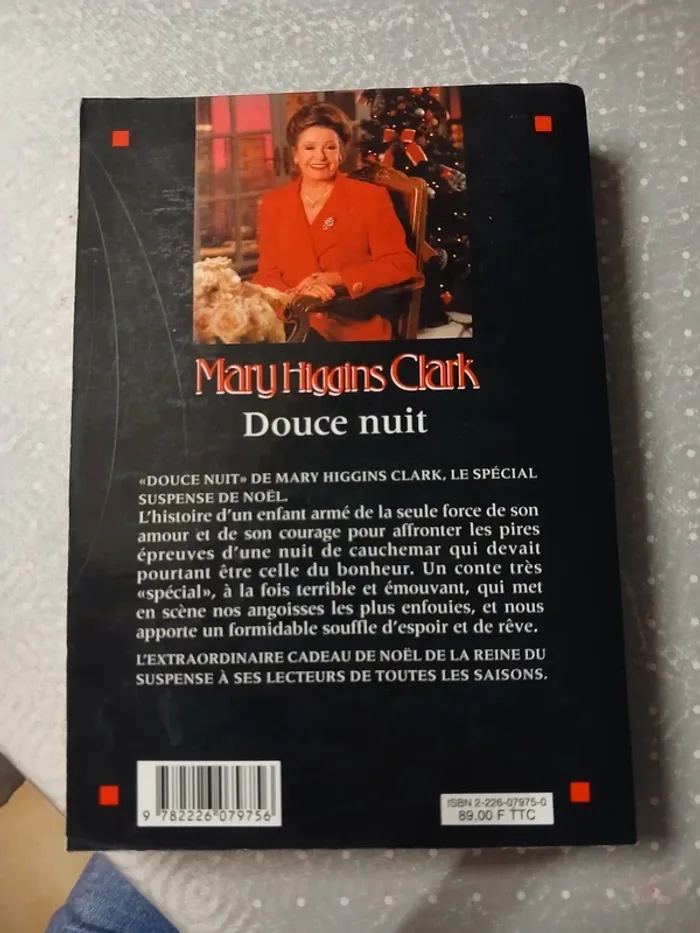 Mary Higgins Clark
Douce nuit
«DOUCE NUIT» DE MARY HIGGINS CLARK, LE SPÉCIAL
SUSPENSE DE NOËL.
L'histoire d'un enfant armé de la seule force de son
amour et de son courage pour affronter les pires
épreuves d'une nuit de cauchemar qui devait
pourtant être celle du bonheur. Un conte très
«spécial», à la fois terrible et émouvant, qui met
en scène nos angoisses les plus enfouies, et nous
apporte un formidable souffle d'espoir et de rêve.
L'EXTRAORDINAIRE CADEAU DE NOËL DE LA REINE DU
SUSPENSE À SES LECTEURS DE TOUTES LES SAISONS.
9 782226 079756
ISBN 2-226-07975-0
89.00 F TTC